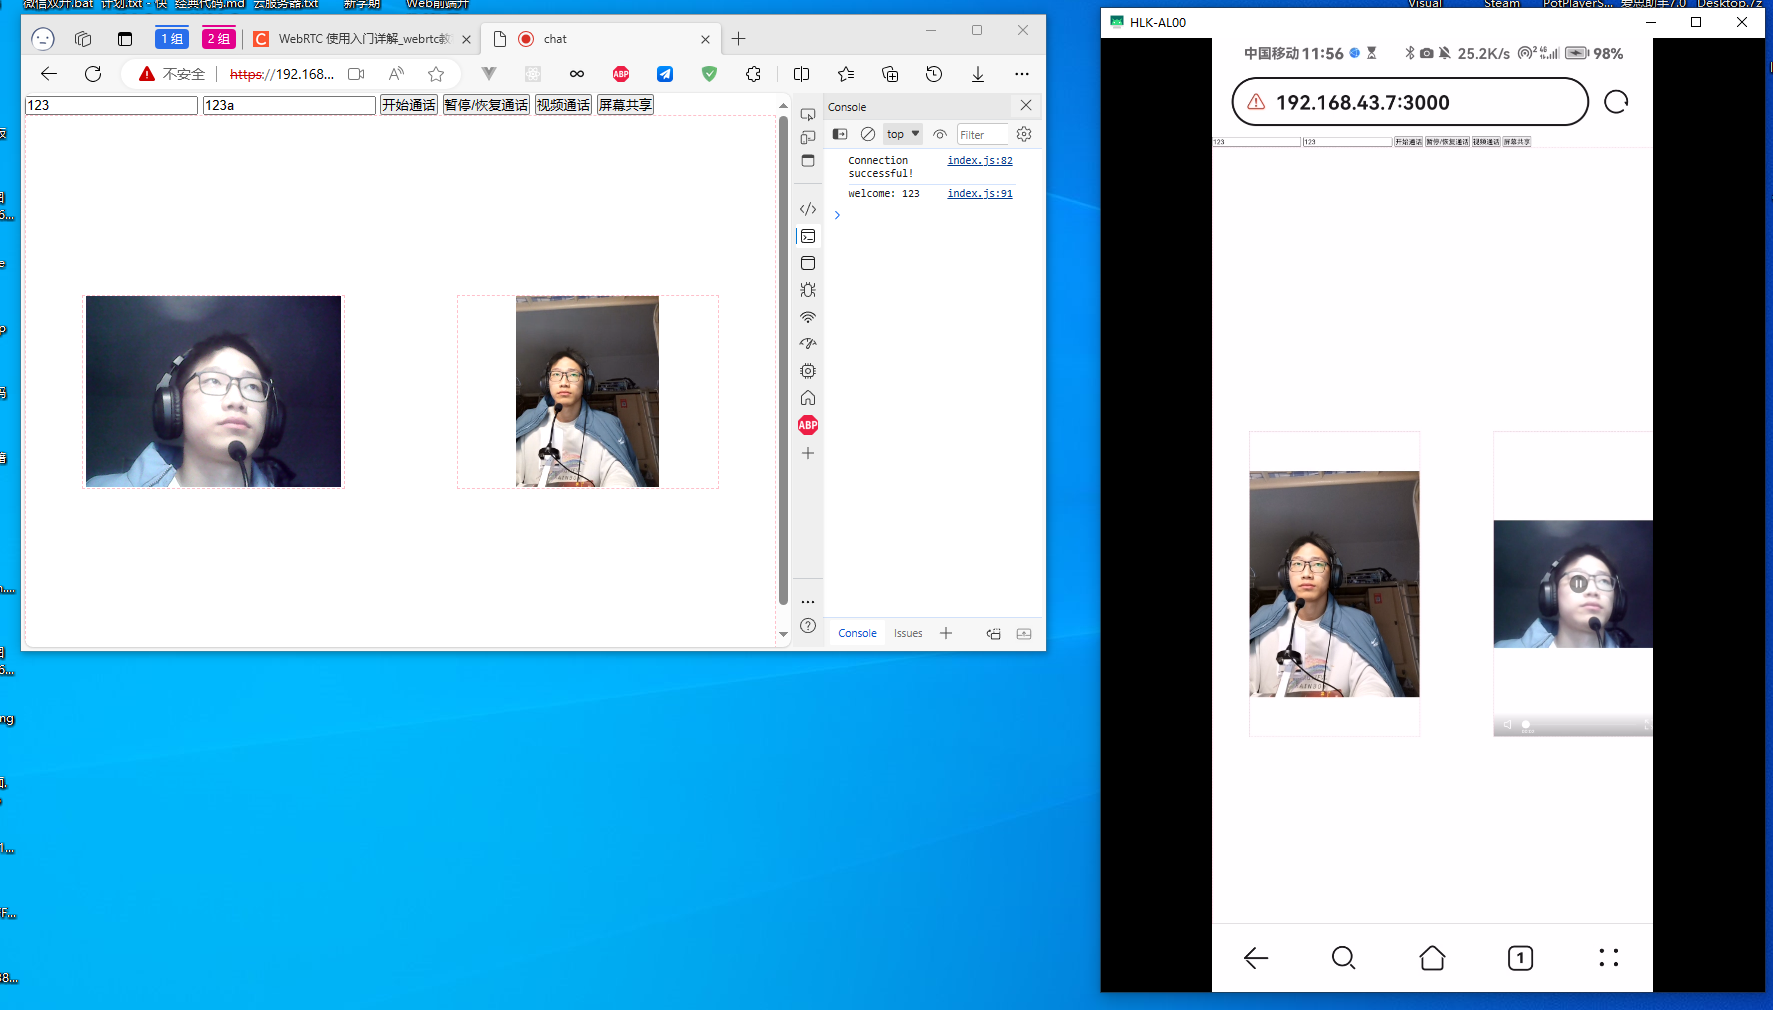 微信双开.bat 计划.txt - 快 经典代码.md 云服务器.txt 新学期 Web前端开
Visual Steam PotPlayerS... 爱思助手7.0 Desktop.7z
1 组 2 组 WebRTC 使用入门详解_webrtc教 chat
不安全 https://192.168... ABP
123 123a 开始通话 暂停/恢复通话 视频通话 屏幕共享
Console
top Filter
Connection successful! index.js:82
welcome: 123 index.js:91
ABP
Console Issues
HLK-AL00
中国移动 11:56 25.2K/s 98%
192.168.43.7:3000
123 123 开始通话 暂停/恢复通话 视频通话 屏幕共享
1